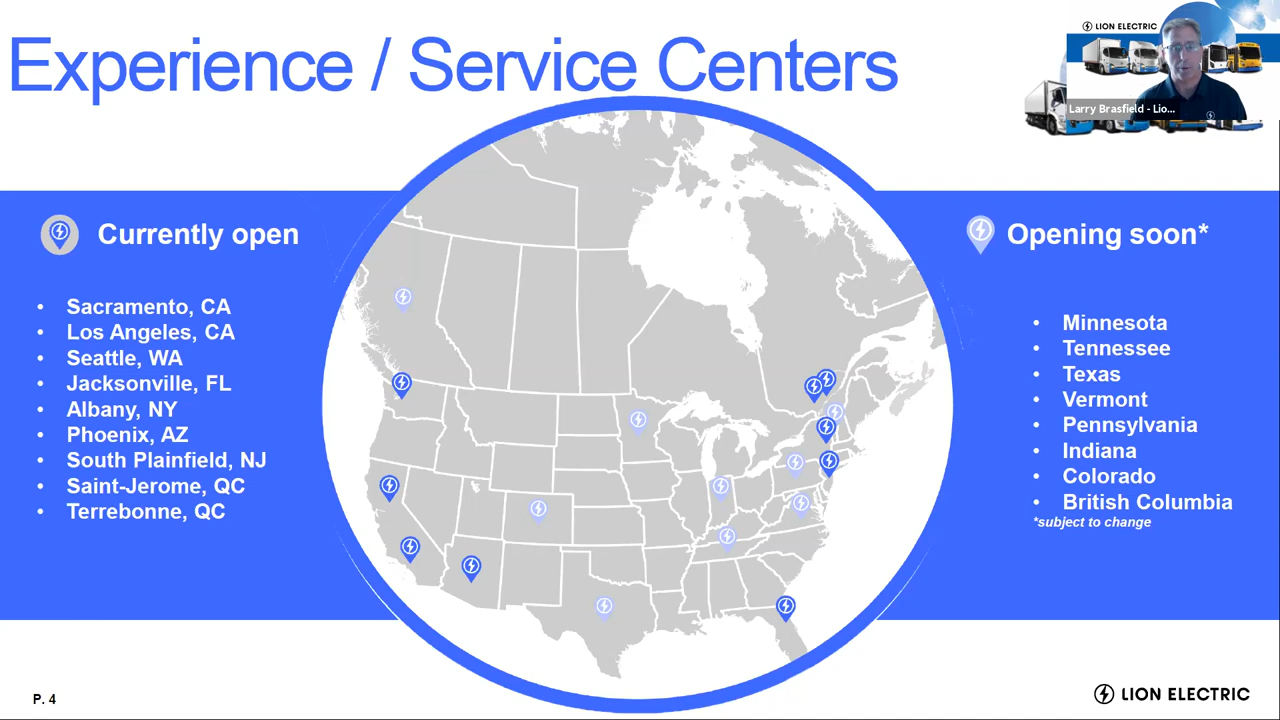 Experience / Service Centers
LION ELECTRIC
Larry Brasfield - Lio...
Currently open
• Sacramento, CA
• Los Angeles, CA
• Seattle, WA
• Jacksonville, FL
• Albany, NY
• Phoenix, AZ
• South Plainfield, NJ
• Saint-Jerome, QC
• Terrebonne, QC
Opening soon*
• Minnesota
• Tennessee
• Texas
• Vermont
• Pennsylvania
• Indiana
• Colorado
• British Columbia
*subject to change
P. 4
LION ELECTRIC